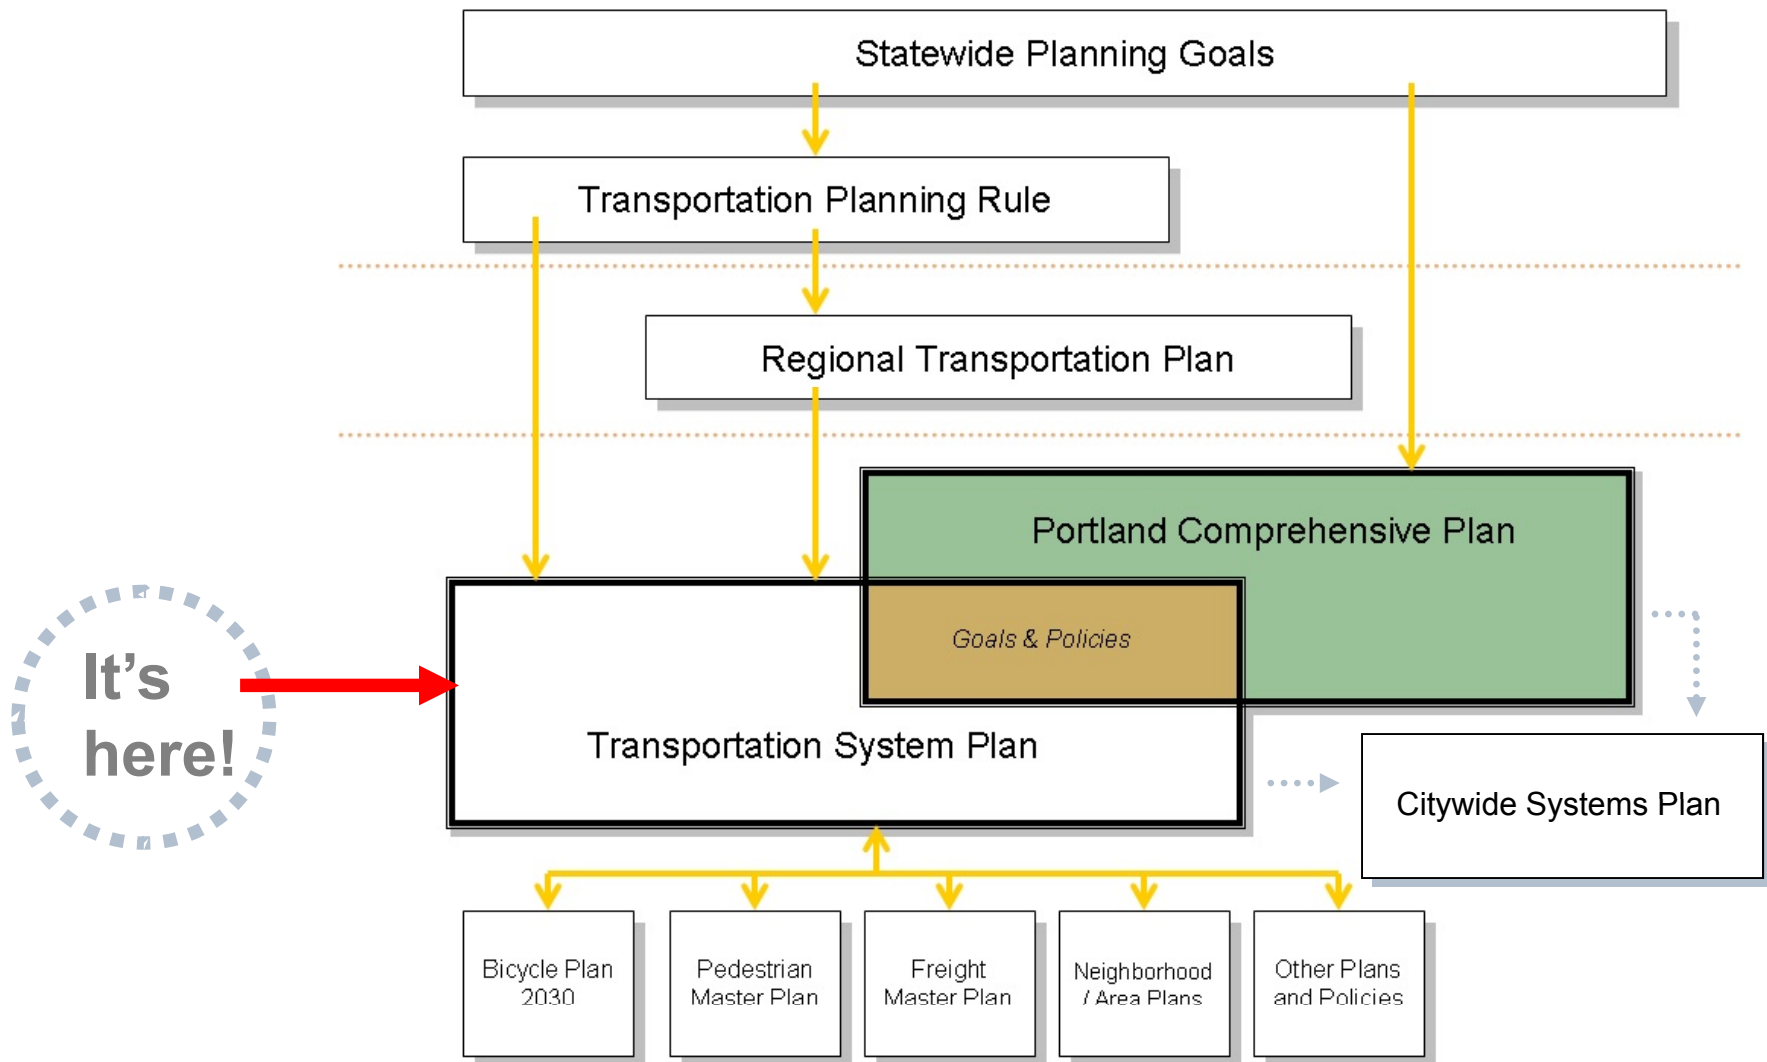 Statewide Planning Goals
Transportation Planning Rule
Regional Transportation Plan
Portland Comprehensive Plan
Goals & Policies
It’s
here!
Transportation System Plan
Citywide Systems Plan
Bicycle Plan
2030
Pedestrian
Master Plan
Freight
Master Plan
Neighborhood
/ Area Plans
Other Plans
and Policies